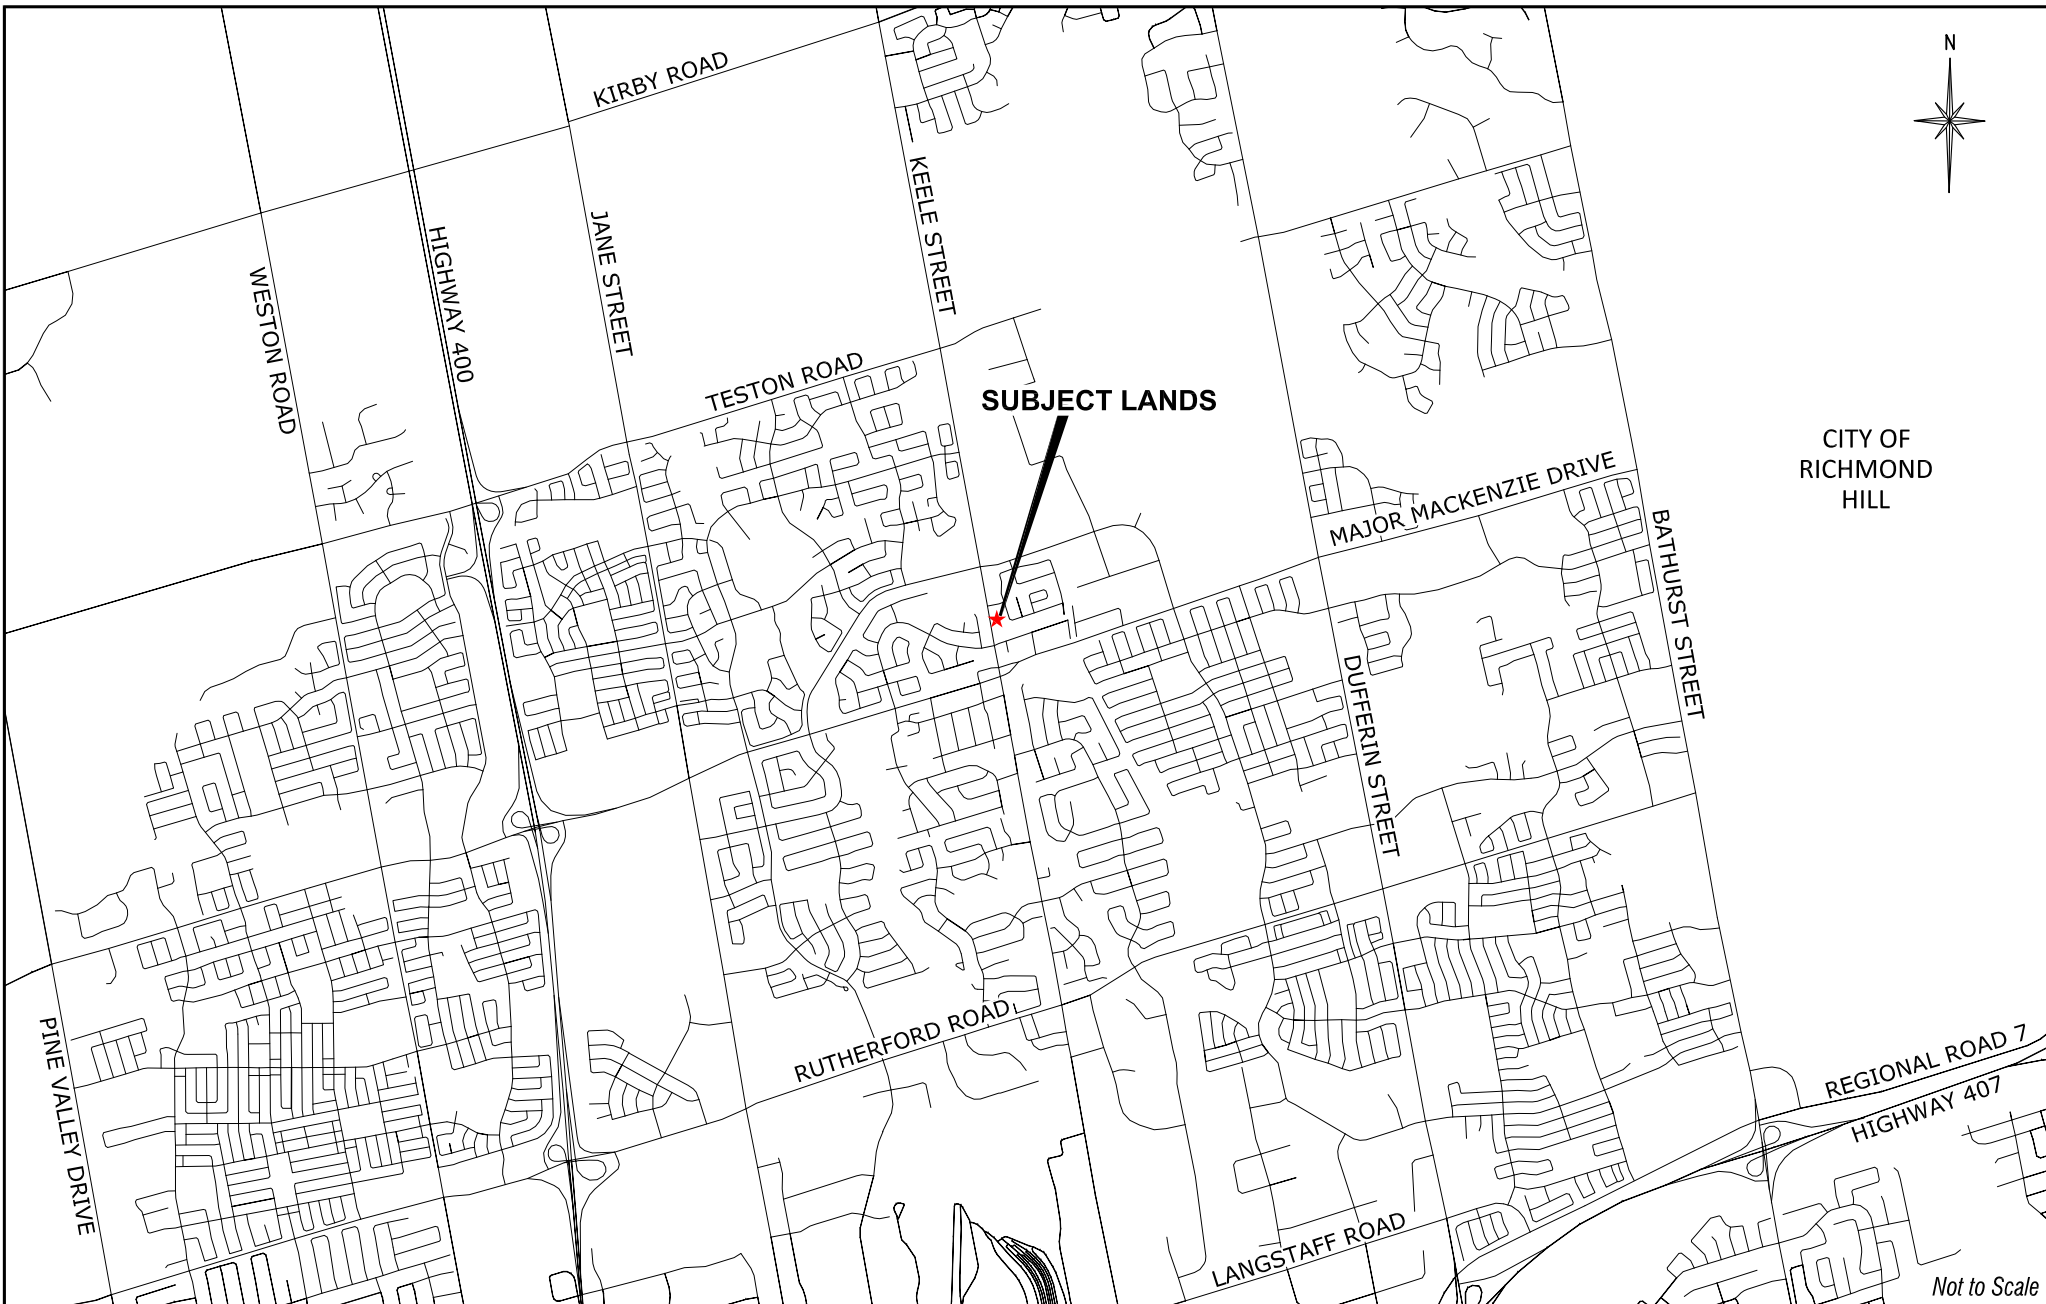 N
KIRBY ROAD
KEELE STREET
JANE STREET
HIGHWAY 400
WESTON ROAD
TESTON ROAD
SUBJECT LANDS
CITY OF
RICHMOND
HILL
MAJOR MACKENZIE DRIVE
BATHURST STREET
DUFFERIN STREET
RUTHERFORD ROAD
PINE VALLEY DRIVE
REGIONAL ROAD 7
HIGHWAY 407
LANGSTAFF ROAD
Not to Scale